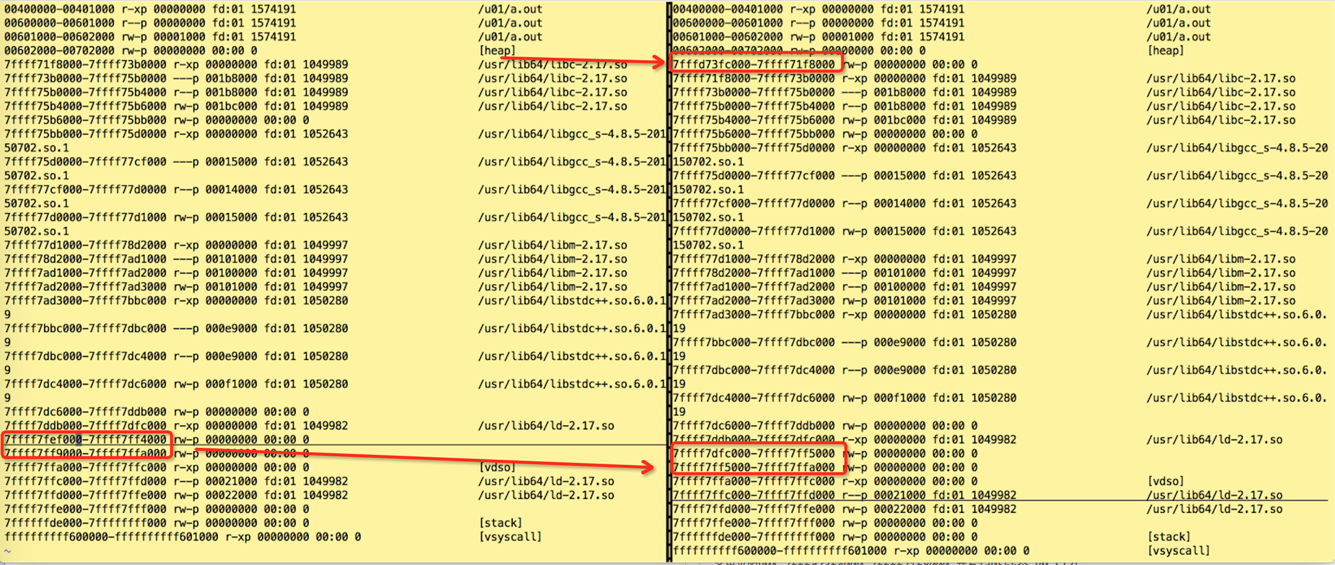 00400000-00401000 r-xp 00000000 fd:01 1574191 /u01/a.out
00600000-00601000 r--p 00000000 fd:01 1574191 /u01/a.out
00601000-00602000 rw-p 00001000 fd:01 1574191 /u01/a.out
00602000-00702000 rw-p 00000000 00:00 0 [heap]
7ffff71f8000-7ffff73b0000 r-xp 00000000 fd:01 1049989 /usr/lib64/libc-2.17.so
7ffff73b0000-7ffff75b0000 ---p 001b8000 fd:01 1049989 /usr/lib64/libc-2.17.so
7ffff75b0000-7ffff75b4000 r--p 001b8000 fd:01 1049989 /usr/lib64/libc-2.17.so
7ffff75b4000-7ffff75b6000 rw-p 001bc000 fd:01 1049989 /usr/lib64/libc-2.17.so
7ffff75b6000-7ffff75bb000 rw-p 00000000 00:00 0
7ffff75bb000-7ffff75d0000 r-xp 00000000 fd:01 1052643 /usr/lib64/libgcc_s-4.8.5-201
50702.so.1
7ffff75d0000-7ffff77cf000 ---p 00015000 fd:01 1052643 /usr/lib64/libgcc_s-4.8.5-201
50702.so.1
7ffff77cf000-7ffff77d0000 r--p 00014000 fd:01 1052643 /usr/lib64/libgcc_s-4.8.5-201
50702.so.1
7ffff77d0000-7ffff77d1000 rw-p 00015000 fd:01 1052643 /usr/lib64/libgcc_s-4.8.5-201
50702.so.1
7ffff77d1000-7ffff78d2000 r-xp 00000000 fd:01 1049997 /usr/lib64/libm-2.17.so
7ffff78d2000-7ffff7ad1000 ---p 00101000 fd:01 1049997 /usr/lib64/libm-2.17.so
7ffff7ad1000-7ffff7ad2000 r--p 00100000 fd:01 1049997 /usr/lib64/libm-2.17.so
7ffff7ad2000-7ffff7ad3000 rw-p 00101000 fd:01 1049997 /usr/lib64/libm-2.17.so
7ffff7ad3000-7ffff7bbc000 r-xp 00000000 fd:01 1050280 /usr/lib64/libstdc++.so.6.0.1
9
7ffff7bbc000-7ffff7dbc000 ---p 000e9000 fd:01 1050280 /usr/lib64/libstdc++.so.6.0.1
9
7ffff7dbc000-7ffff7dc4000 r--p 000e9000 fd:01 1050280 /usr/lib64/libstdc++.so.6.0.1
9
7ffff7dc4000-7ffff7dc6000 rw-p 000f1000 fd:01 1050280 /usr/lib64/libstdc++.so.6.0.1
9
7ffff7dc6000-7ffff7ddb000 rw-p 00000000 00:00 0
7ffff7ddb000-7ffff7dfc000 r-xp 00000000 fd:01 1049982 /usr/lib64/ld-2.17.so
7ffff7fef000-7ffff7ff4000 rw-p 00000000 00:00 0
7ffff7ff9000-7ffff7ffa000 rw-p 00000000 00:00 0
7ffff7ffa000-7ffff7ffc000 r-xp 00000000 00:00 0 [vdso]
7ffff7ffc000-7ffff7ffd000 r--p 00021000 fd:01 1049982 /usr/lib64/ld-2.17.so
7ffff7ffd000-7ffff7ffe000 rw-p 00022000 fd:01 1049982 /usr/lib64/ld-2.17.so
7ffff7ffe000-7ffff7fff000 rw-p 00000000 00:00 0
7ffffffde000-7ffffffff000 rw-p 00000000 00:00 0 [stack]
ffffffffff600000-ffffffffff601000 r-xp 00000000 00:00 0 [vsyscall]
~
00400000-00401000 r-xp 00000000 fd:01 1574191 /u01/a.out
00600000-00601000 r--p 00000000 fd:01 1574191 /u01/a.out
00601000-00602000 rw-p 00001000 fd:01 1574191 /u01/a.out
00602000-00702000 rw-p 00000000 00:00 0 [heap]
7fffd73fc000-7ffff71f8000 rw-p 00000000 00:00 0
7ffff71f8000-7ffff73b0000 r-xp 00000000 fd:01 1049989 /usr/lib64/libc-2.17.so
7ffff73b0000-7ffff75b0000 ---p 001b8000 fd:01 1049989 /usr/lib64/libc-2.17.so
7ffff75b0000-7ffff75b4000 r--p 001b8000 fd:01 1049989 /usr/lib64/libc-2.17.so
7ffff75b4000-7ffff75b6000 rw-p 001bc000 fd:01 1049989 /usr/lib64/libc-2.17.so
7ffff75b6000-7ffff75bb000 rw-p 00000000 00:00 0
7ffff75bb000-7ffff75d0000 r-xp 00000000 fd:01 1052643 /usr/lib64/libgcc_s-4.8.5-20
150702.so.1
7ffff75d0000-7ffff77cf000 ---p 00015000 fd:01 1052643 /usr/lib64/libgcc_s-4.8.5-20
150702.so.1
7ffff77cf000-7ffff77d0000 r--p 00014000 fd:01 1052643 /usr/lib64/libgcc_s-4.8.5-20
150702.so.1
7ffff77d0000-7ffff77d1000 rw-p 00015000 fd:01 1052643 /usr/lib64/libgcc_s-4.8.5-20
150702.so.1
7ffff77d1000-7ffff78d2000 r-xp 00000000 fd:01 1049997 /usr/lib64/libm-2.17.so
7ffff78d2000-7ffff7ad1000 ---p 00101000 fd:01 1049997 /usr/lib64/libm-2.17.so
7ffff7ad1000-7ffff7ad2000 r--p 00100000 fd:01 1049997 /usr/lib64/libm-2.17.so
7ffff7ad2000-7ffff7ad3000 rw-p 00101000 fd:01 1049997 /usr/lib64/libm-2.17.so
7ffff7ad3000-7ffff7bbc000 r-xp 00000000 fd:01 1050280 /usr/lib64/libstdc++.so.6.0.
19
7ffff7bbc000-7ffff7dbc000 ---p 000e9000 fd:01 1050280 /usr/lib64/libstdc++.so.6.0.
19
7ffff7dbc000-7ffff7dc4000 r--p 000e9000 fd:01 1050280 /usr/lib64/libstdc++.so.6.0.
19
7ffff7dc4000-7ffff7dc6000 rw-p 000f1000 fd:01 1050280 /usr/lib64/libstdc++.so.6.0.
19
7ffff7dc6000-7ffff7ddb000 rw-p 00000000 00:00 0
7ffff7ddb000-7ffff7dfc000 r-xp 00000000 fd:01 1049982 /usr/lib64/ld-2.17.so
7ffff7dfc000-7ffff7ff5000 rw-p 00000000 00:00 0
7ffff7ff5000-7ffff7ffa000 rw-p 00000000 00:00 0
7ffff7ffa000-7ffff7ffc000 r-xp 00000000 00:00 0 [vdso]
7ffff7ffc000-7ffff7ffd000 r--p 00021000 fd:01 1049982 /usr/lib64/ld-2.17.so
7ffff7ffd000-7ffff7ffe000 rw-p 00022000 fd:01 1049982 /usr/lib64/ld-2.17.so
7ffff7ffe000-7ffff7fff000 rw-p 00000000 00:00 0
7ffffffde000-7ffffffff000 rw-p 00000000 00:00 0 [stack]
ffffffffff600000-ffffffffff601000 r-xp 00000000 00:00 0 [vsyscall]